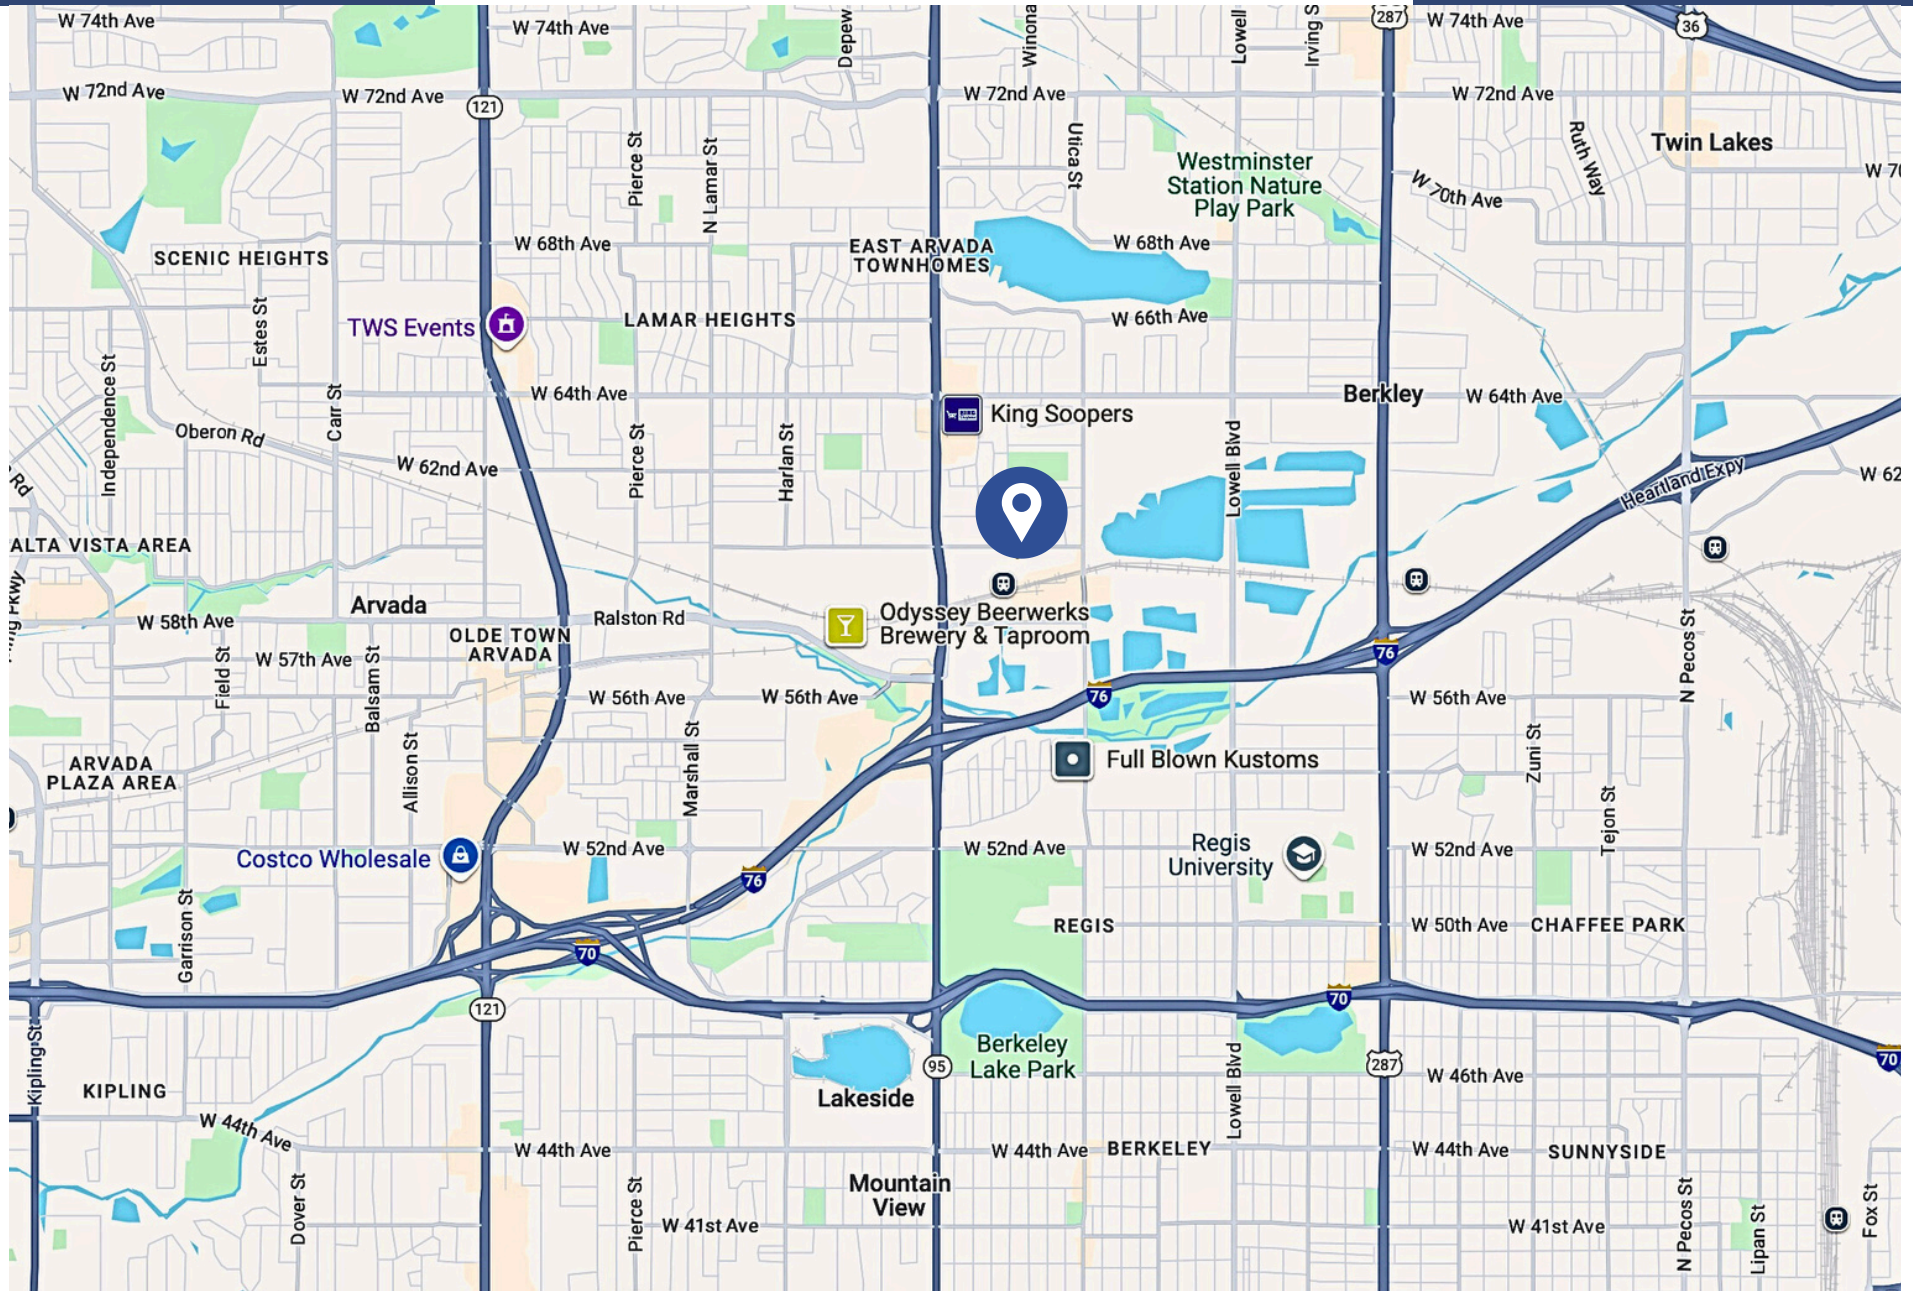 W 74th Ave
W 74th Ave
Depew
Winona
Lowell
Irving S
287
W 74th Ave
36
W 72nd Ave
W 72nd Ave
121
W 72nd Ave
W 72nd Ave
Pierce St
N Lamar St
Utica St
Westminster
Station Nature
Play Park
Ruth Way
Twin Lakes
W 70th Ave
W 70
SCENIC HEIGHTS
W 68th Ave
EAST ARVADA
TOWNHOMES
W 68th Ave
Estes St
TWS Events
LAMAR HEIGHTS
W 66th Ave
Independence St
Carr St
W 64th Ave
Berkley
W 64th Ave
King Soopers
Oberon Rd
W 62nd Ave
Pierce St
Harlan St
Lowell Blvd
Heartland Expy
W 62
Rd
ALTA VISTA AREA
Arvada
W 58th Ave
Ralston Rd
Odyssey Beerwerks
Brewery & Taproom
OLDE TOWN
ARVADA
W 57th Ave
Field St
Balsam St
76
76
N Pecos St
W 56th Ave
W 56th Ave
W 56th Ave
ARVADA
PLAZA AREA
Allison St
Marshall St
Full Blown Kustoms
Zuni St
Tejon St
Costco Wholesale
W 52nd Ave
W 52nd Ave
Regis
University
W 52nd Ave
76
Garrison St
REGIS
W 50th Ave
CHAFFEE PARK
70
70
121
Kipling St
Berkeley
Lake Park
95
287
70
KIPLING
Lakeside
Lowell Blvd
W 46th Ave
W 44th Ave
W 44th Ave
W 44th Ave
BERKELEY
W 44th Ave
SUNNYSIDE
Dover St
Pierce St
Mountain
View
W 41st Ave
W 41st Ave
N Pecos St
Lipan St
Fox St